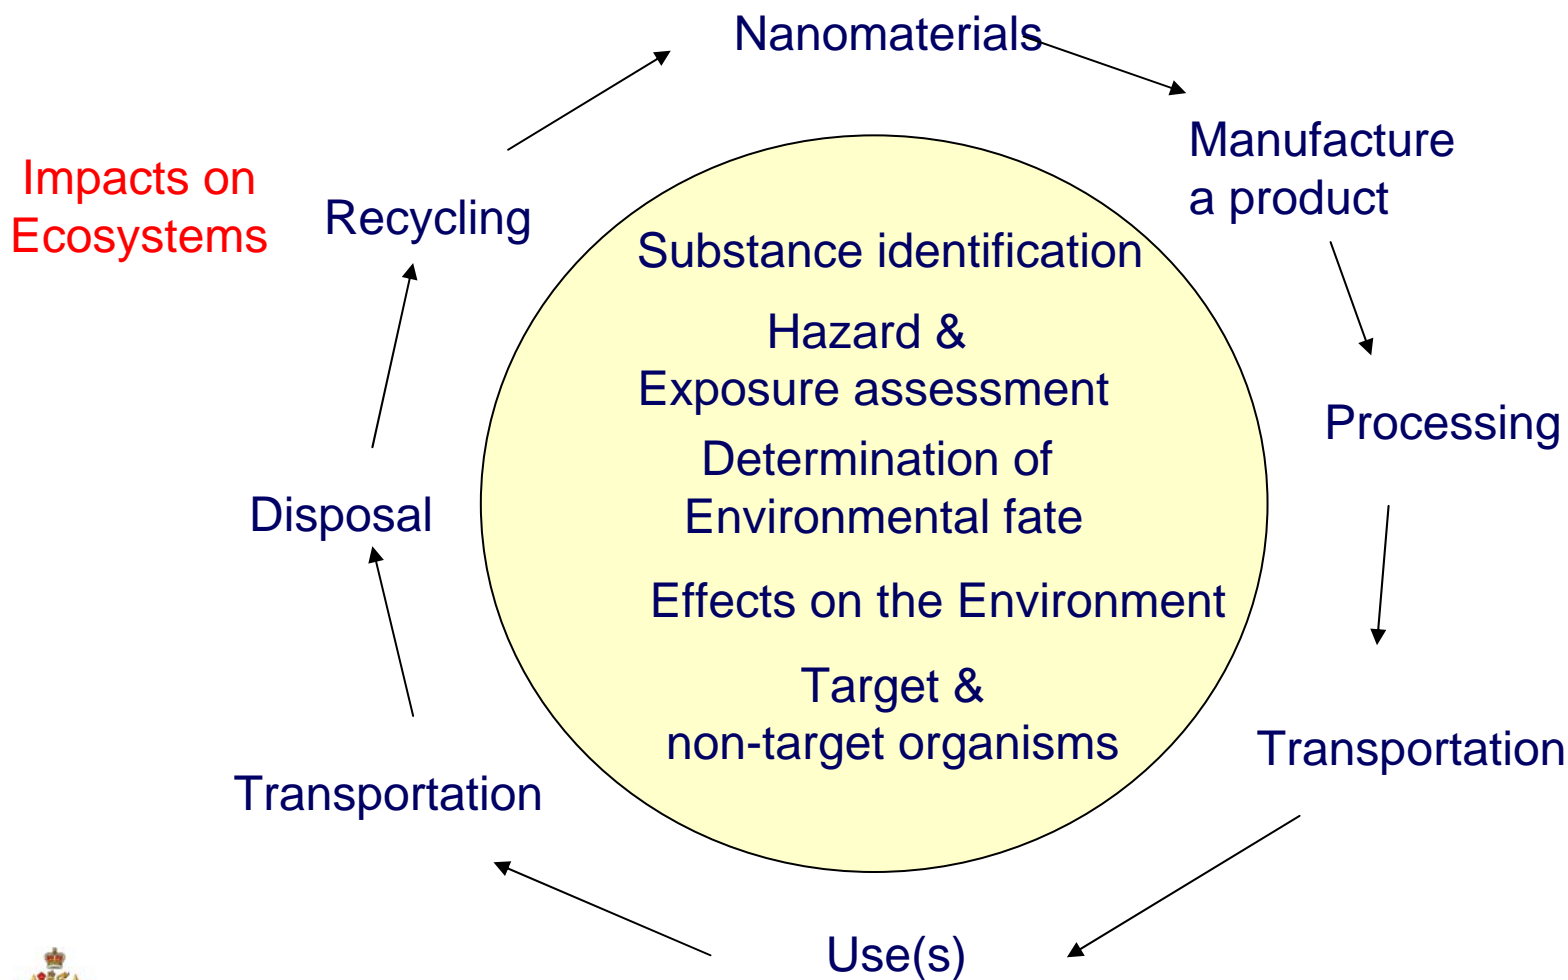 Nanomaterials
Manufacture
a product
Impacts on
Ecosystems
Recycling
Substance identification
Hazard &
Exposure assessment
Processing
Determination of
Environmental fate
Disposal
Effects on the Environment
Target &
non-target organisms
Transportation
Transportation
Use(s)